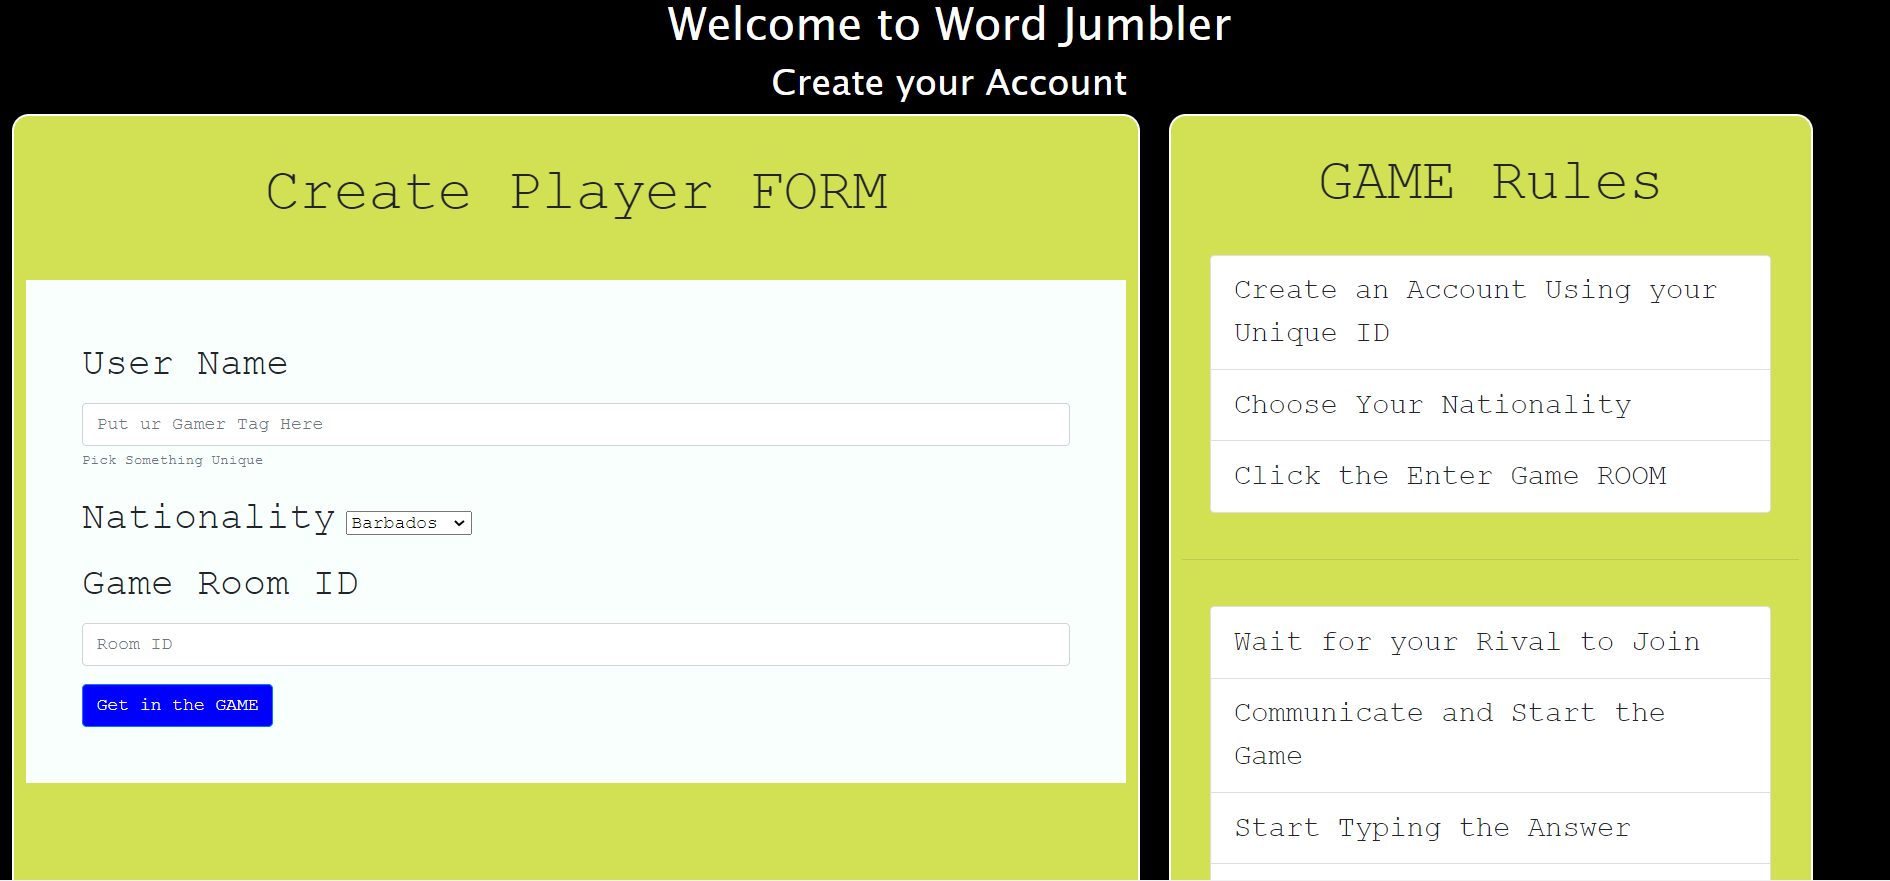 Welcome to Word Jumbler
Create your Account
Create Player FORM
User Name
Put ur Gamer Tag Here
Pick Something Unique
Nationality Barbados
Game Room ID
Room ID
Get in the GAME
GAME Rules
Create an Account Using your
Unique ID
Choose Your Nationality
Click the Enter Game ROOM
Wait for your Rival to Join
Communicate and Start the
Game
Start Typing the Answer